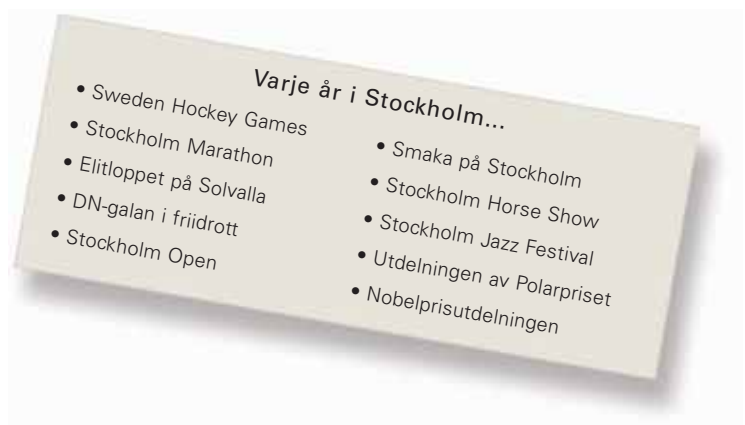 Varje år i Stockholm...
• Sweden Hockey Games
• Stockholm Marathon
• Elitloppet på Solvalla
• DN-galan i friidrott
• Stockholm Open
• Smaka på Stockholm
• Stockholm Horse Show
• Stockholm Jazz Festival
• Utdelningen av Polarpriset
• Nobelprisutdelningen